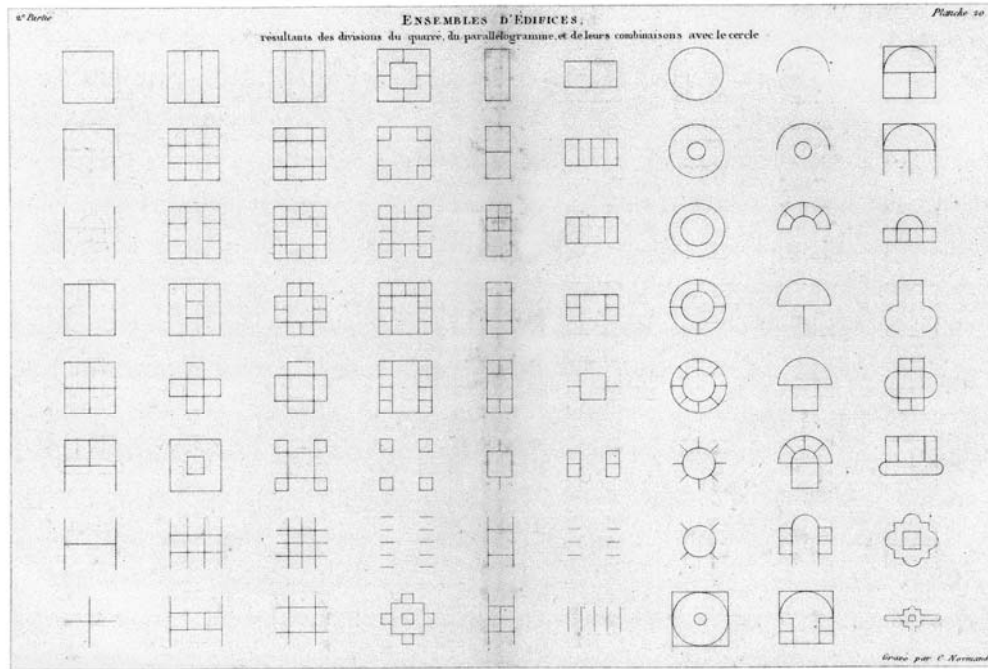 2e Partie
Planche 20
ENSEMBLES D'EDIFICES,
résultants des divisions du quarré, du parallélogramme, et de leurs combinaisons avec le cercle
Gravé par C. Normand